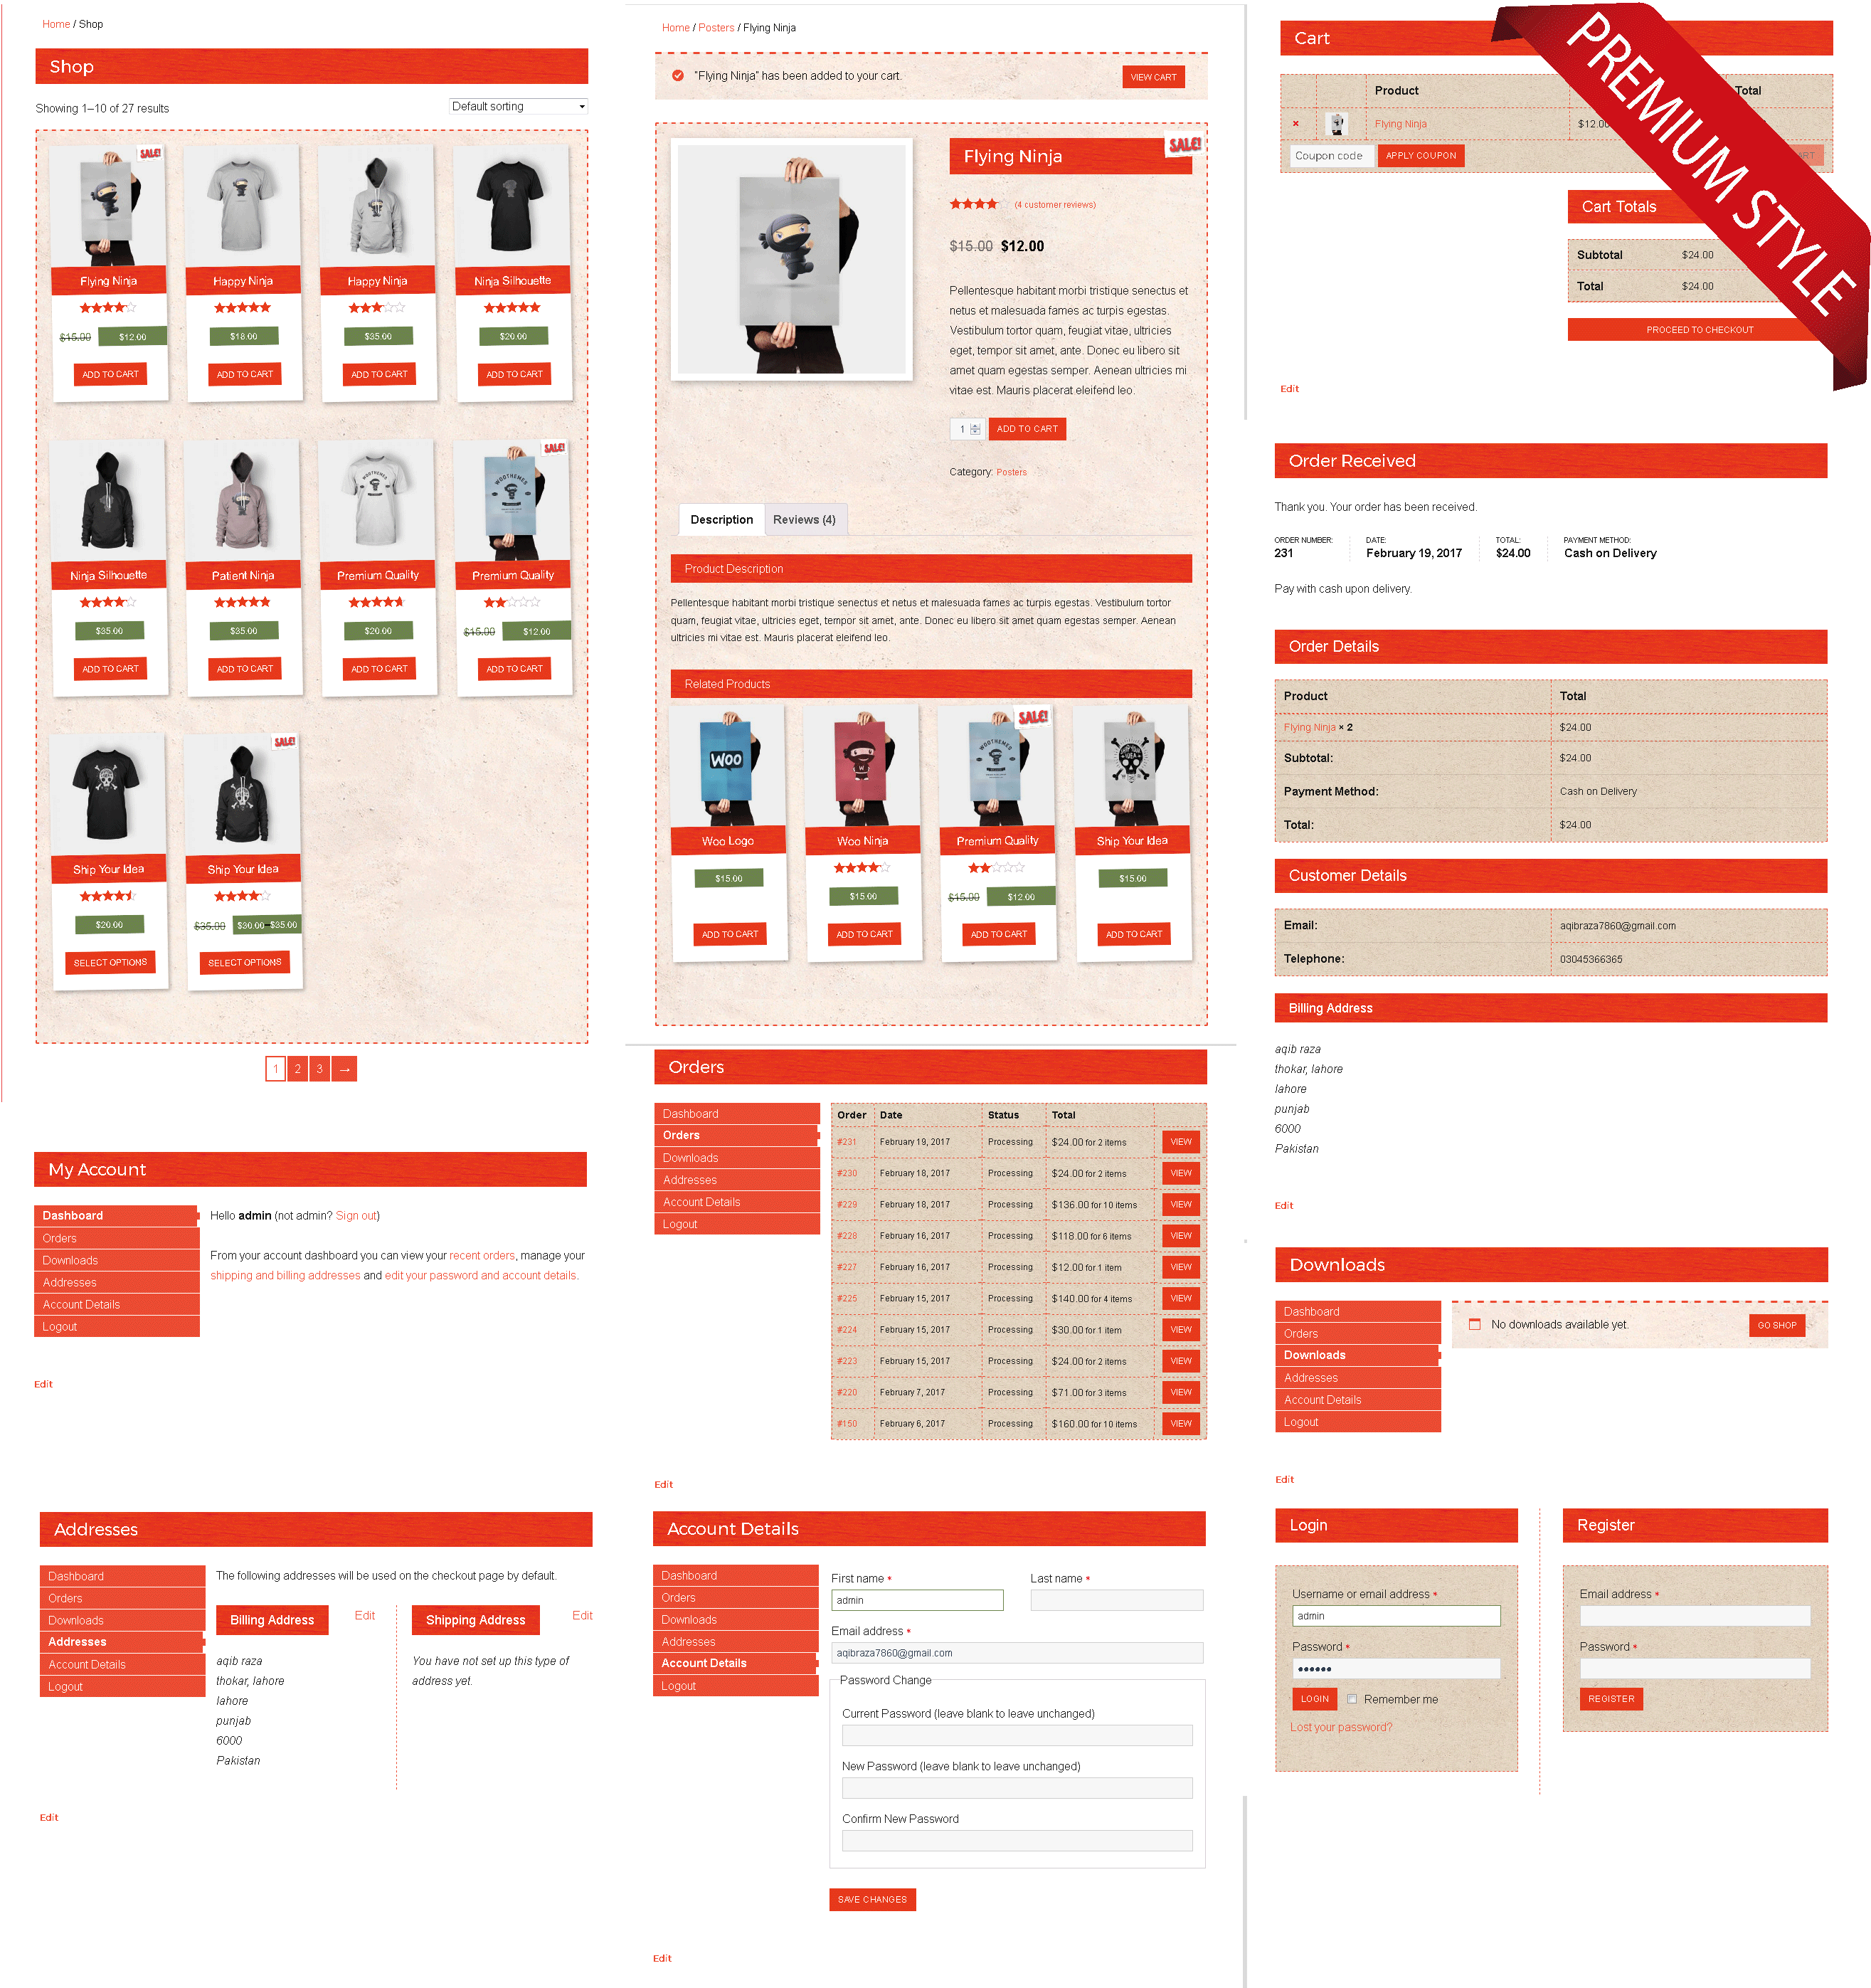 Home / Shop
Shop
Showing 1–10 of 27 results
Default sorting
SALE!
Flying Ninja
Happy Ninja
Happy Ninja
Ninja Silhouette
$15.00 $12.00
$18.00
$35.00
$20.00
ADD TO CART
ADD TO CART
ADD TO CART
ADD TO CART
SALE!
WOOTHEMES
WOOTHEMES
Ninja Silhouette
Patient Ninja
Premium Quality
Premium Quality
$35.00
$35.00
$20.00
$15.00 $12.00
ADD TO CART
ADD TO CART
ADD TO CART
ADD TO CART
SALE!
Ship Your Idea
Ship Your Idea
$20.00
$35.00 $30.00–$35.00
SELECT OPTIONS
SELECT OPTIONS
1 2 3 →
My Account
Dashboard
Orders
Downloads
Addresses
Account Details
Logout
Hello admin (not admin? Sign out)
From your account dashboard you can view your recent orders, manage your
shipping and billing addresses and edit your password and account details.
Edit
Addresses
Dashboard
Orders
Downloads
Addresses
Account Details
Logout
The following addresses will be used on the checkout page by default.
Billing Address
Edit
aqib raza
thokar, lahore
lahore
punjab
6000
Pakistan
Shipping Address
Edit
You have not set up this type of
address yet.
Edit
Home / Posters / Flying Ninja
"Flying Ninja" has been added to your cart.
VIEW CART
Flying Ninja
SALE!
(4 customer reviews)
$15.00 $12.00
Pellentesque habitant morbi tristique senectus et
netus et malesuada fames ac turpis egestas.
Vestibulum tortor quam, feugiat vitae, ultricies
eget, tempor sit amet, ante. Donec eu libero sit
amet quam egestas semper. Aenean ultricies mi
vitae est. Mauris placerat eleifend leo.
1
ADD TO CART
Category: Posters
Description
Reviews (4)
Product Description
Pellentesque habitant morbi tristique senectus et netus et malesuada fames ac turpis egestas. Vestibulum tortor
quam, feugiat vitae, ultricies eget, tempor sit amet, ante. Donec eu libero sit amet quam egestas semper. Aenean
ultricies mi vitae est. Mauris placerat eleifend leo.
Related Products
SALE!
WOO
W
WOOTHEMES
Woo Logo
Woo Ninja
Premium Quality
Ship Your Idea
$15.00
$15.00
$15.00 $12.00
$15.00
ADD TO CART
ADD TO CART
ADD TO CART
ADD TO CART
Orders
Dashboard
Orders
Downloads
Addresses
Account Details
Logout
Order Date Status Total
#231 February 19, 2017 Processing $24.00 for 2 items VIEW
#230 February 18, 2017 Processing $24.00 for 2 items VIEW
#229 February 18, 2017 Processing $136.00 for 10 items VIEW
#228 February 16, 2017 Processing $118.00 for 6 items VIEW
#227 February 16, 2017 Processing $12.00 for 1 item VIEW
#225 February 15, 2017 Processing $140.00 for 4 items VIEW
#224 February 15, 2017 Processing $30.00 for 1 item VIEW
#223 February 15, 2017 Processing $24.00 for 2 items VIEW
#220 February 7, 2017 Processing $71.00 for 3 items VIEW
#150 February 6, 2017 Processing $160.00 for 10 items VIEW
Edit
Account Details
Dashboard
Orders
Downloads
Addresses
Account Details
Logout
First name *
admin
Last name *
Email address *
aqibraza7860@gmail.com
Password Change
Current Password (leave blank to leave unchanged)
New Password (leave blank to leave unchanged)
Confirm New Password
SAVE CHANGES
Edit
PREMIUM STYLE
Cart
Product Total
× Flying Ninja $12.00
Coupon code APPLY COUPON
Cart Totals
Subtotal $24.00
Total $24.00
PROCEED TO CHECKOUT
Edit
Order Received
Thank you. Your order has been received.
ORDER NUMBER:
231
DATE:
February 19, 2017
TOTAL:
$24.00
PAYMENT METHOD:
Cash on Delivery
Pay with cash upon delivery.
Order Details
Product Total
Flying Ninja × 2 $24.00
Subtotal: $24.00
Payment Method: Cash on Delivery
Total: $24.00
Customer Details
Email: aqibraza7860@gmail.com
Telephone: 03045366365
Billing Address
aqib raza
thokar, lahore
lahore
punjab
6000
Pakistan
Edit
Downloads
Dashboard
Orders
Downloads
Addresses
Account Details
Logout
No downloads available yet.
GO SHOP
Edit
Login
Username or email address *
admin
Password *
••••••
LOGIN
Remember me
Lost your password?
Register
Email address *
Password *
REGISTER